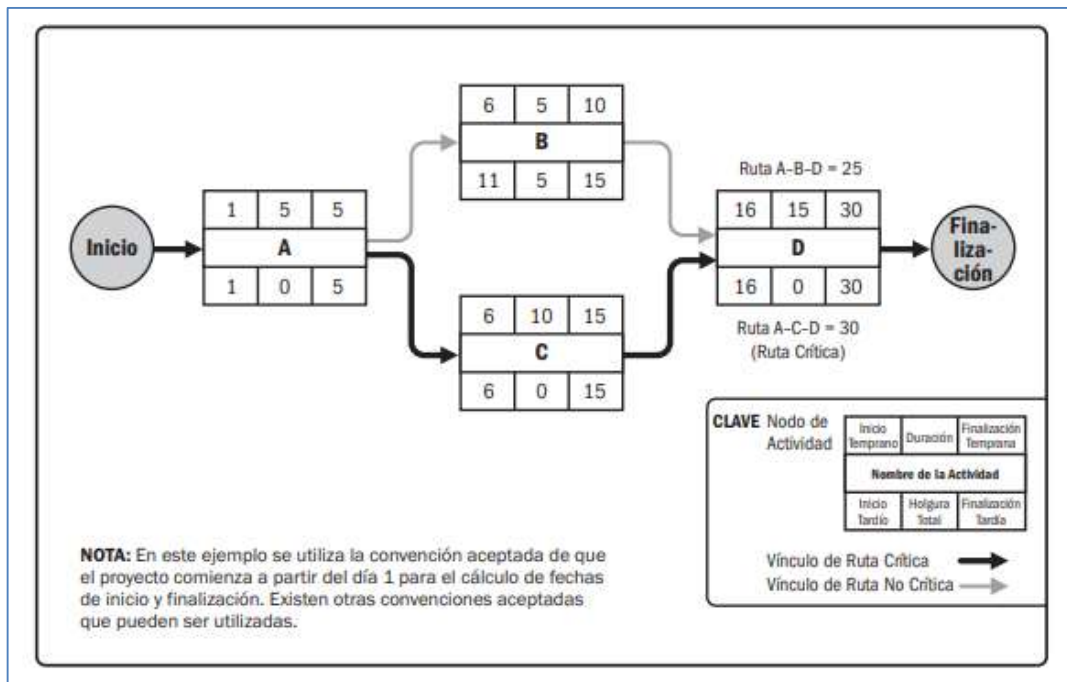 6 5 10
B
11 5 15
Ruta A-B-D = 25
1 5 5
A
1 0 5
16 15 30
D
16 0 30
Inicio
Fina-
liza-
ción
6 10 15
C
6 0 15
Ruta A-C-D = 30
(Ruta Crítica)
CLAVE Nodo de
Actividad
Inicio
Temprano
Duración
Finalización
Temprana
Nombre de la Actividad
Inicio
Tardío
Holgura
Total
Finalización
Tardía
Vínculo de Ruta Crítica
Vínculo de Ruta No Crítica
NOTA: En este ejemplo se utiliza la convención aceptada de que
el proyecto comienza a partir del día 1 para el cálculo de fechas
de inicio y finalización. Existen otras convenciones aceptadas
que pueden ser utilizadas.